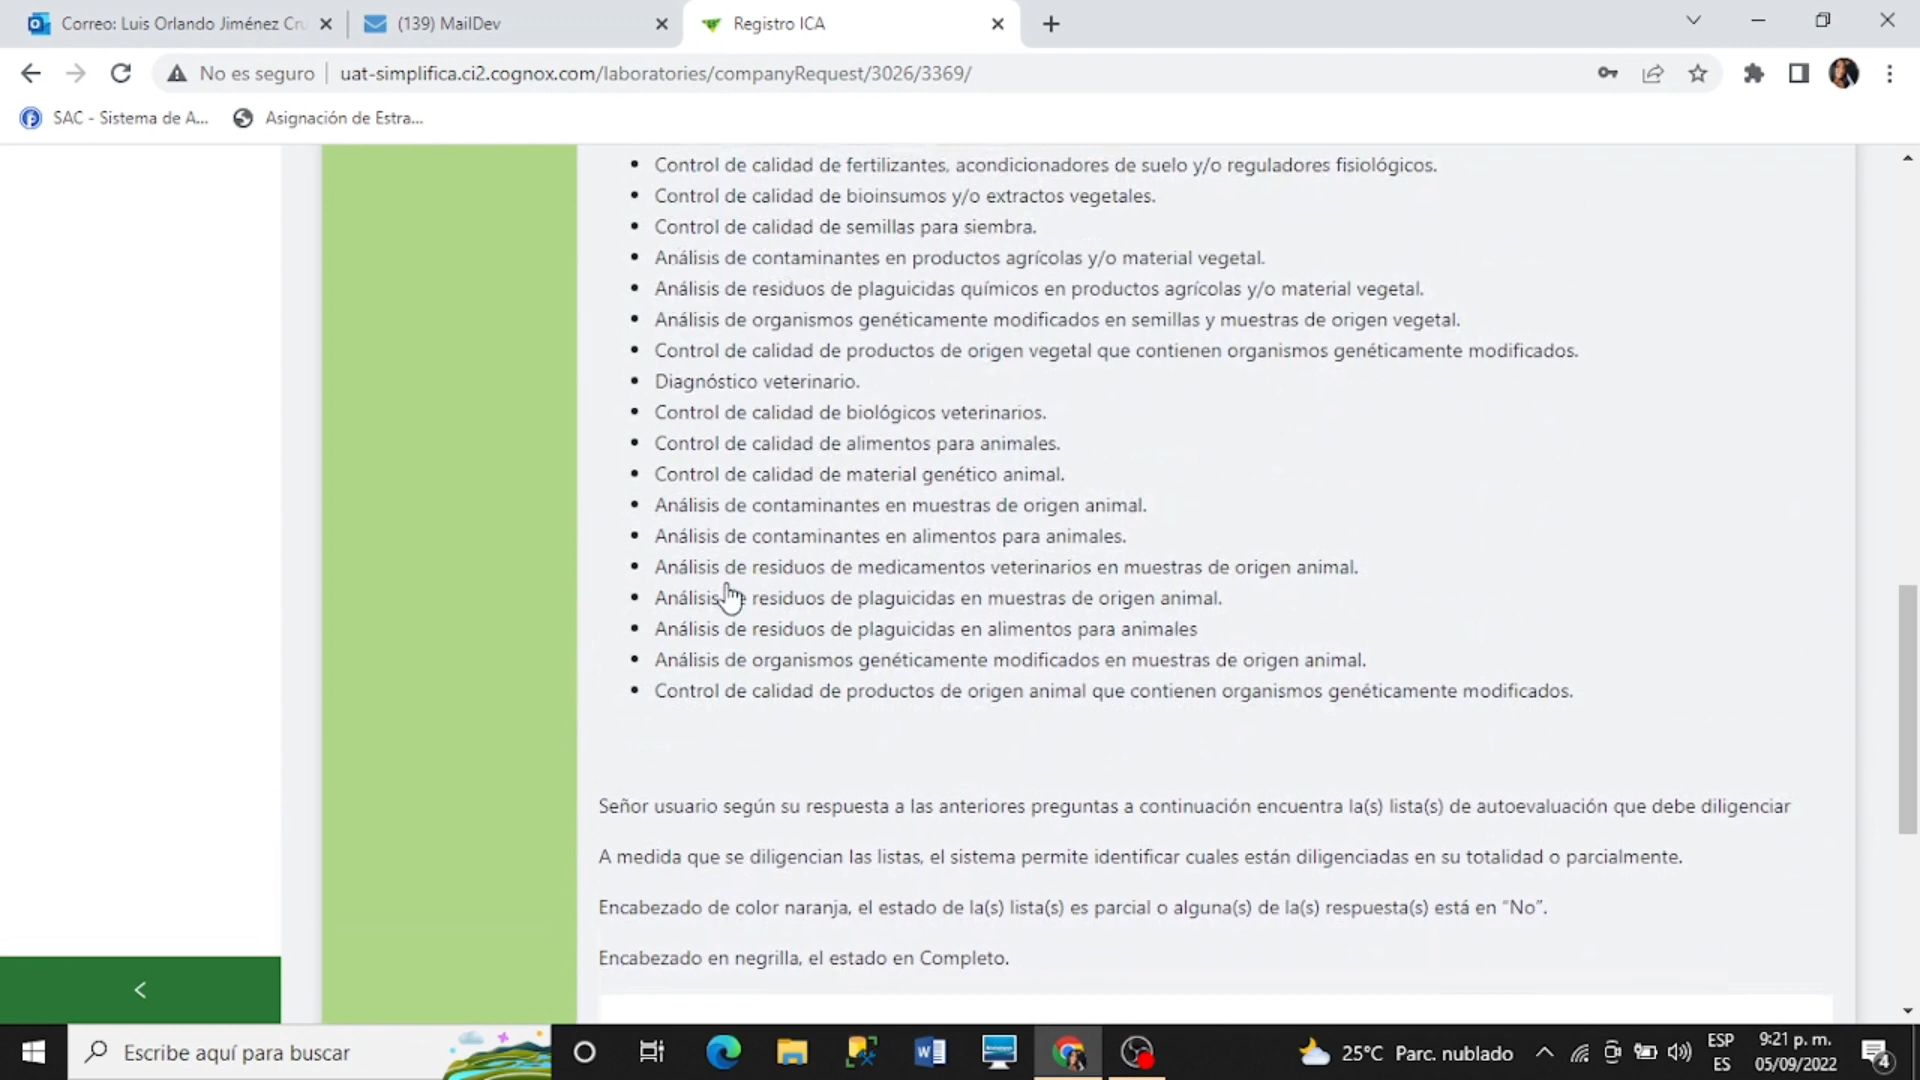 Correo: Luis Orlando Jiménez Cru
(139) MailDev
Registro ICA
No es seguro
uat-simplifica.ci2.cognox.com/laboratories/companyRequest/3026/3369/
SAC - Sistema de A...
Asignación de Estra...
• Control de calidad de fertilizantes, acondicionadores de suelo y/o reguladores fisiológicos.
• Control de calidad de bioinsumos y/o extractos vegetales.
• Control de calidad de semillas para siembra.
• Análisis de contaminantes en productos agrícolas y/o material vegetal.
• Análisis de residuos de plaguicidas químicos en productos agrícolas y/o material vegetal.
• Análisis de organismos genéticamente modificados en semillas y muestras de origen vegetal.
• Control de calidad de productos de origen vegetal que contienen organismos genéticamente modificados.
• Diagnóstico veterinario.
• Control de calidad de biológicos veterinarios.
• Control de calidad de alimentos para animales.
• Control de calidad de material genético animal.
• Análisis de contaminantes en muestras de origen animal.
• Análisis de contaminantes en alimentos para animales.
• Análisis de residuos de medicamentos veterinarios en muestras de origen animal.
• Análisis de residuos de plaguicidas en muestras de origen animal.
• Análisis de residuos de plaguicidas en alimentos para animales
• Análisis de organismos genéticamente modificados en muestras de origen animal.
• Control de calidad de productos de origen animal que contienen organismos genéticamente modificados.
Señor usuario según su respuesta a las anteriores preguntas a continuación encuentra la(s) lista(s) de autoevaluación que debe diligenciar
A medida que se diligencian las listas, el sistema permite identificar cuales están diligenciadas en su totalidad o parcialmente.
Encabezado de color naranja, el estado de la(s) lista(s) es parcial o alguna(s) de la(s) respuesta(s) está en “No”.
Encabezado en negrilla, el estado en Completo.
Escribe aquí para buscar
25°C Parc. nublado
ESP
ES
9:21 p. m.
05/09/2022
4